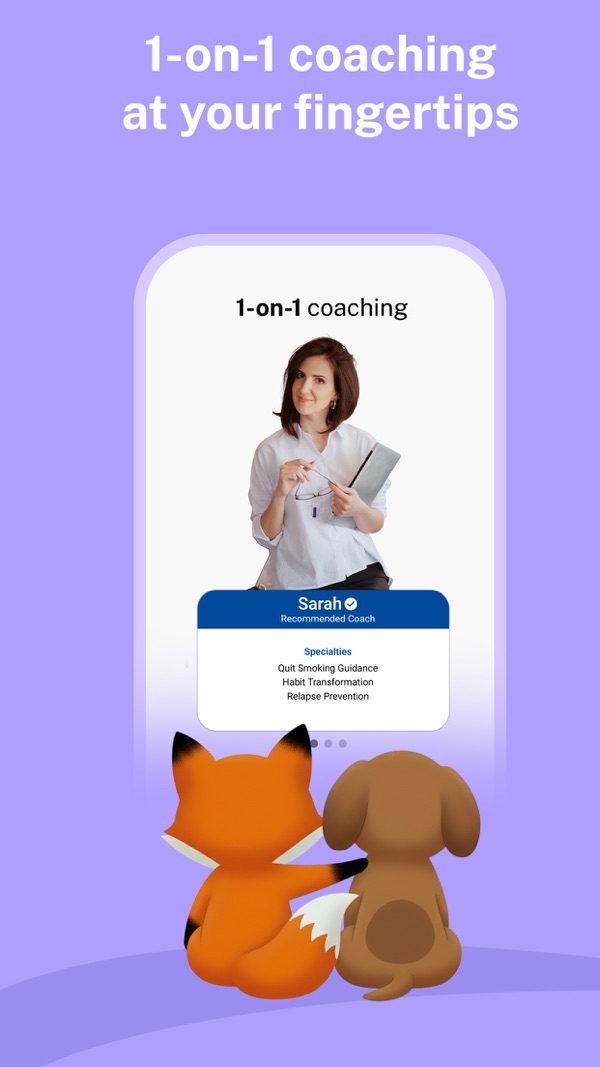 1-on-1 coaching
at your fingertips
1-on-1 coaching
Sarah
Recommended Coach
Specialties
Quit Smoking Guidance
Habit Transformation
Relapse Prevention